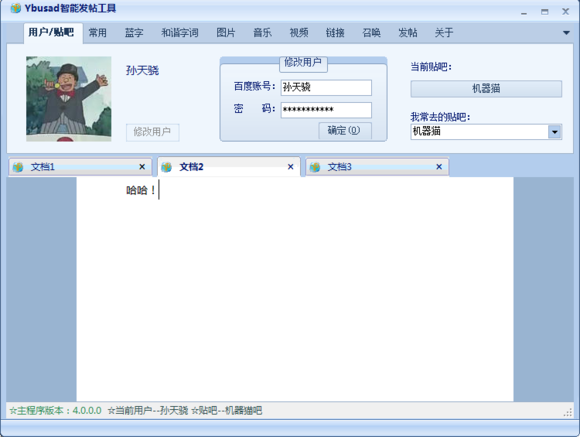 Ybusad智能发帖工具
用户/贴吧 常用 蓝字 和谐字词 图片 音乐 视频 链接 召唤 发帖 关于
孙天骁
修改用户
修改用户
百度账号: 孙天骁
密 码: ***********
确定(O)
当前贴吧:
机器猫
我常去的贴吧:
机器猫
文档1 × 文档2 × 文档3 ×
哈哈！
☆主程序版本：4.0.0.0 ☆当前用户--孙天骁 ☆贴吧--机器猫吧